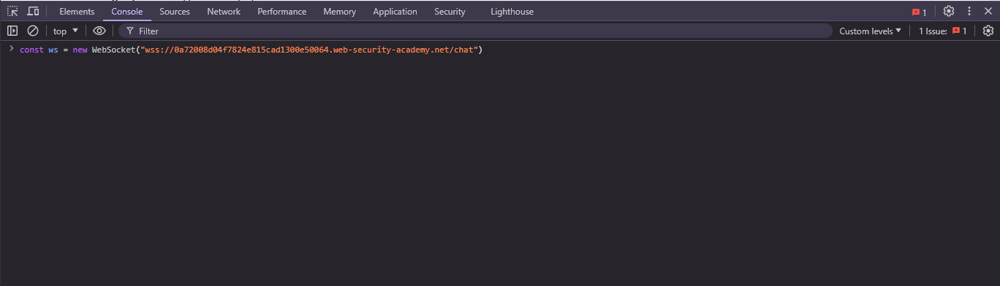 Elements Console Sources Network Performance Memory Application Security Lighthouse 1
top Filter Custom levels 1 Issue: 1
const ws = new WebSocket("wss://0a72008d04f7824e815cad1300e50064.web-security-academy.net/chat")